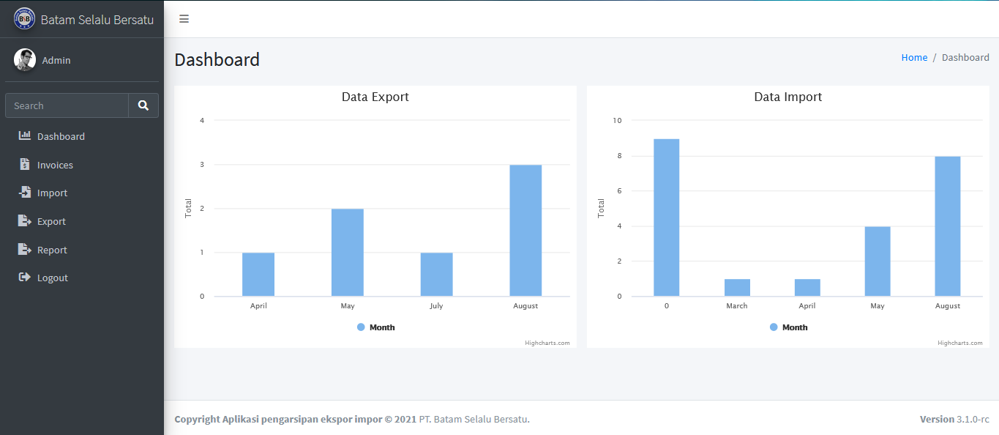 BSB Batam Selalu Bersatu
Admin
Search
Dashboard
Invoices
Import
Export
Report
Logout
Dashboard
Home / Dashboard
Data Export
Total
4
3
2
1
0
April May July August
Month
Highcharts.com
Data Import
Total
10
8
6
4
2
0
0 March April May August
Month
Highcharts.com
Copyright Aplikasi pengarsipan ekspor impor © 2021 PT. Batam Selalu Bersatu.
Version 3.1.0-rc